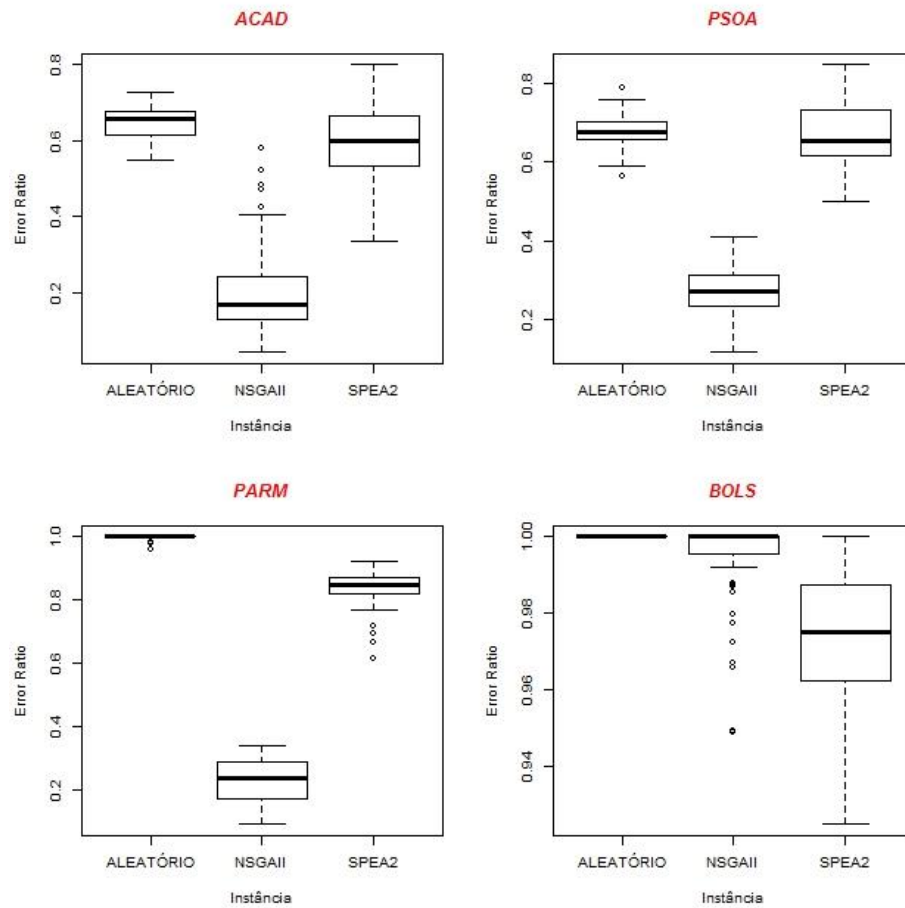 ACAD
Error Ratio
0.8
0.6
0.4
0.2
ALEATÓRIO NSGAII SPEA2
Instância
PSOA
Error Ratio
0.8
0.6
0.4
0.2
ALEATÓRIO NSGAII SPEA2
Instância
PARM
Error Ratio
1.0
0.8
0.6
0.4
0.2
ALEATÓRIO NSGAII SPEA2
Instância
BOLS
Error Ratio
1.00
0.98
0.96
0.94
ALEATÓRIO NSGAII SPEA2
Instância